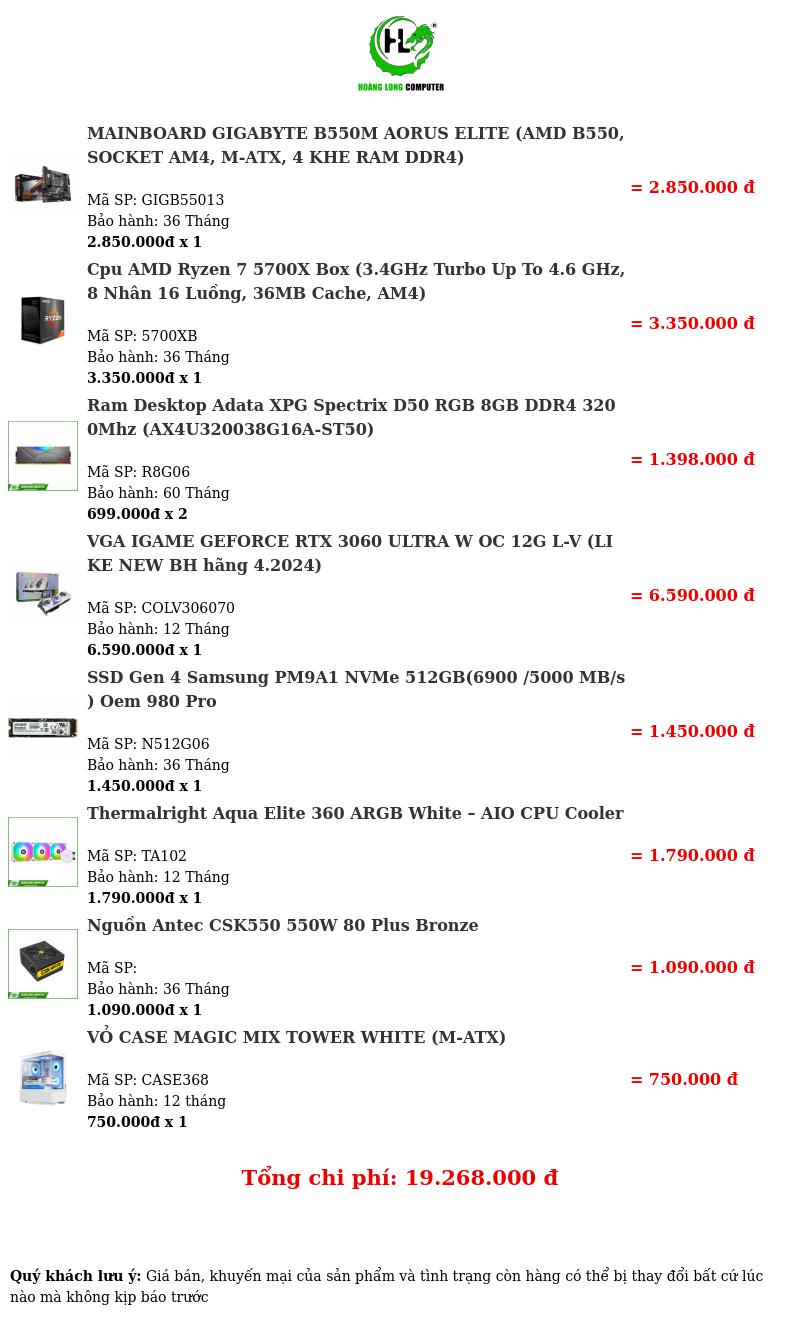 HL
®
HOÀNG LONG COMPUTER
MAINBOARD GIGABYTE B550M AORUS ELITE (AMD B550,
SOCKET AM4, M-ATX, 4 KHE RAM DDR4)
= 2.850.000 đ
Mã SP: GIGB55013
Bảo hành: 36 Tháng
2.850.000đ x 1
Cpu AMD Ryzen 7 5700X Box (3.4GHz Turbo Up To 4.6 GHz,
8 Nhân 16 Luồng, 36MB Cache, AM4)
= 3.350.000 đ
RYZEN
Mã SP: 5700XB
Bảo hành: 36 Tháng
3.350.000đ x 1
Ram Desktop Adata XPG Spectrix D50 RGB 8GB DDR4 320
0Mhz (AX4U320038G16A-ST50)
= 1.398.000 đ
Mã SP: R8G06
Bảo hành: 60 Tháng
699.000đ x 2
VGA IGAME GEFORCE RTX 3060 ULTRA W OC 12G L-V (LI
KE NEW BH hãng 4.2024)
= 6.590.000 đ
Mã SP: COLV306070
Bảo hành: 12 Tháng
6.590.000đ x 1
SSD Gen 4 Samsung PM9A1 NVMe 512GB(6900 /5000 MB/s
) Oem 980 Pro
= 1.450.000 đ
Mã SP: N512G06
Bảo hành: 36 Tháng
1.450.000đ x 1
Thermalright Aqua Elite 360 ARGB White – AIO CPU Cooler
Mã SP: TA102
= 1.790.000 đ
Bảo hành: 12 Tháng
1.790.000đ x 1
Nguồn Antec CSK550 550W 80 Plus Bronze
Mã SP:
= 1.090.000 đ
Bảo hành: 36 Tháng
1.090.000đ x 1
VỎ CASE MAGIC MIX TOWER WHITE (M-ATX)
Mã SP: CASE368
= 750.000 đ
Bảo hành: 12 tháng
750.000đ x 1
Tổng chi phí: 19.268.000 đ
Quý khách lưu ý: Giá bán, khuyến mại của sản phẩm và tình trạng còn hàng có thể bị thay đổi bất cứ lúc
nào mà không kịp báo trước